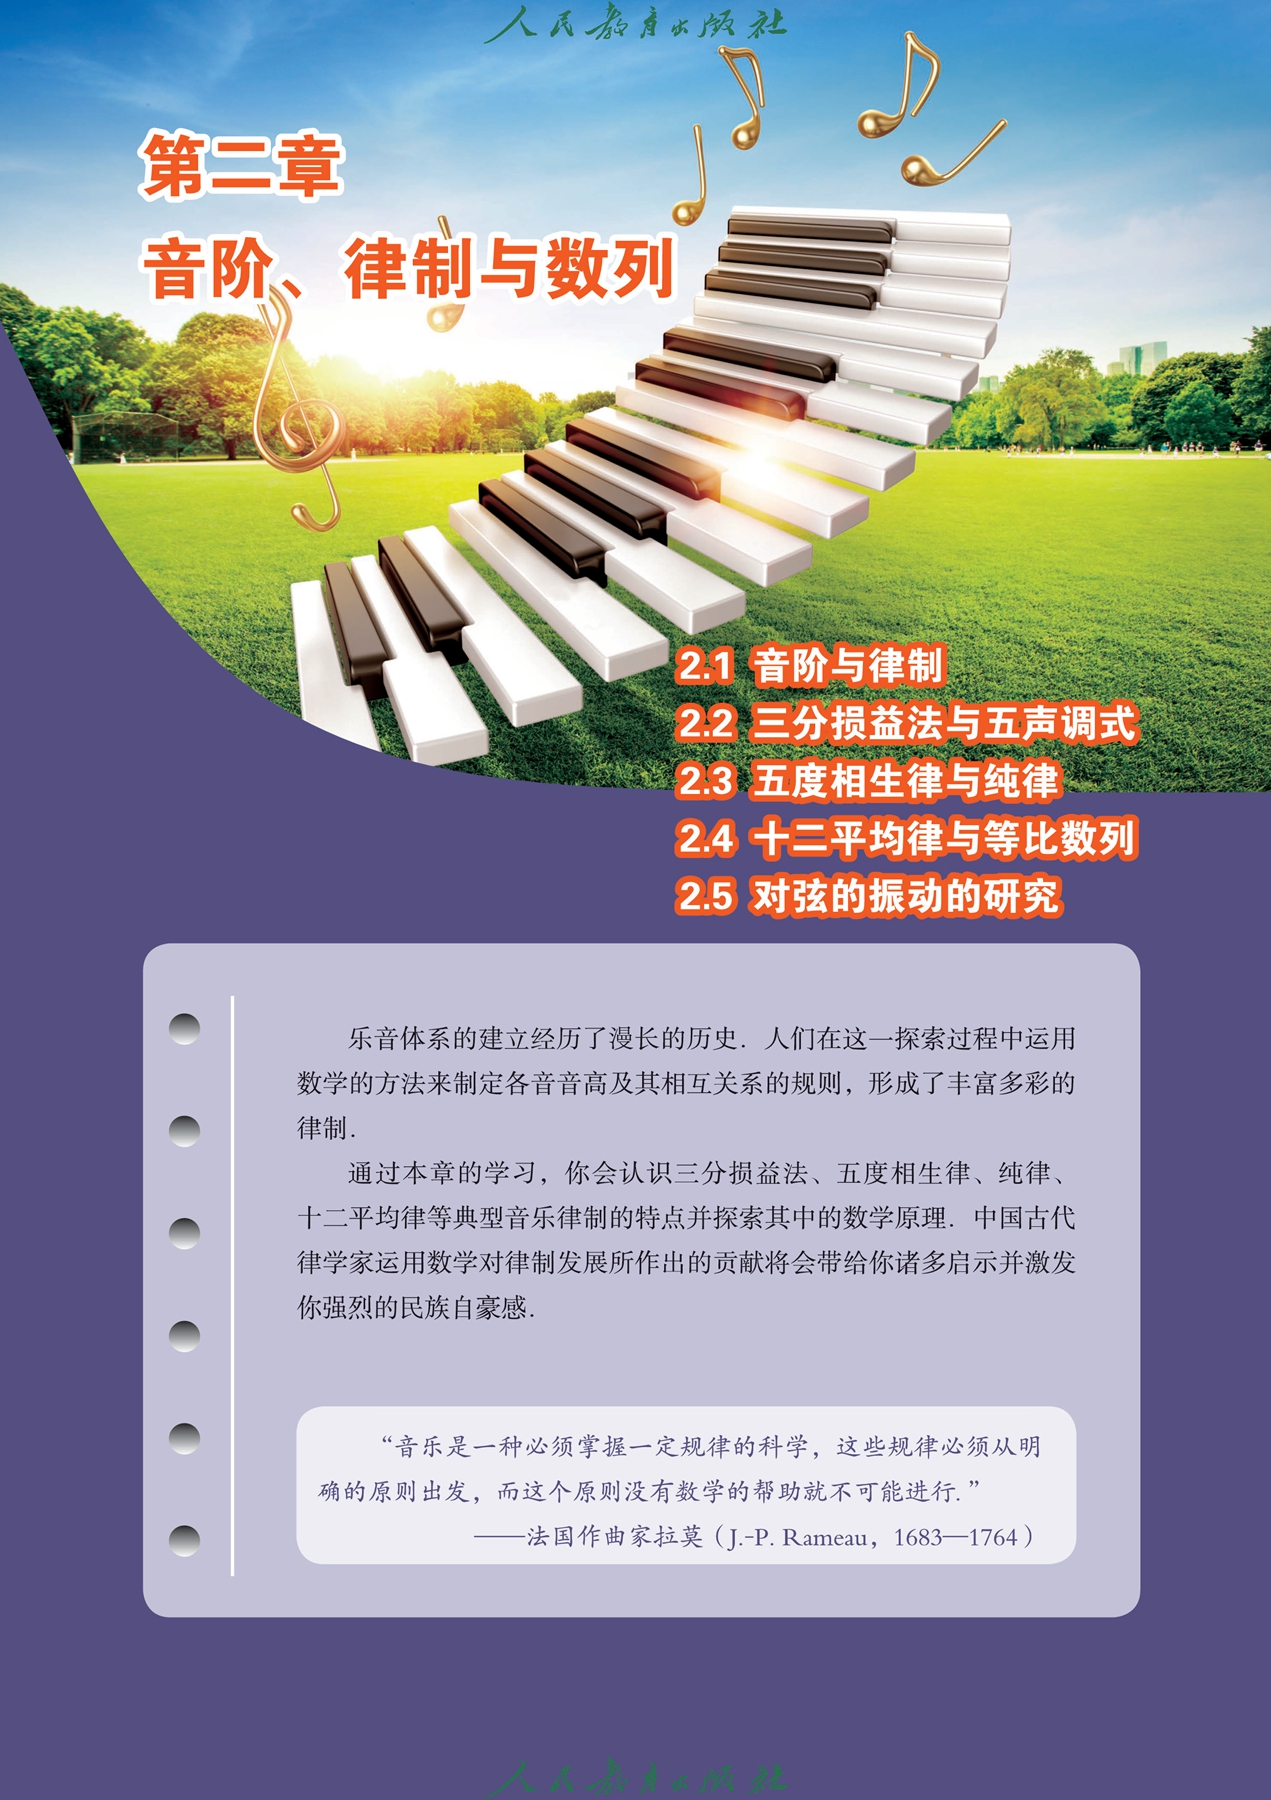 人民教育出版社
第二章
音阶、律制与数列
2.1 音阶与律制
2.2 三分损益法与五声调式
2.3 五度相生律与纯律
2.4 十二平均律与等比数列
2.5 对弦的振动的研究
乐音体系的建立经历了漫长的历史．人们在这一探索过程中运用
数学的方法来制定各音音高及其相互关系的规则，形成了丰富多彩的
律制．
通过本章的学习，你会认识三分损益法、五度相生律、纯律、
十二平均律等典型音乐律制的特点并探索其中的数学原理．中国古代
律学家运用数学对律制发展所作出的贡献将会带给你诸多启示并激发
你强烈的民族自豪感．
“音乐是一种必须掌握一定规律的科学，这些规律必须从明
确的原则出发，而这个原则没有数学的帮助就不可能进行．”
——法国作曲家拉莫（J.-P. Rameau，1683—1764）
人民教育出版社